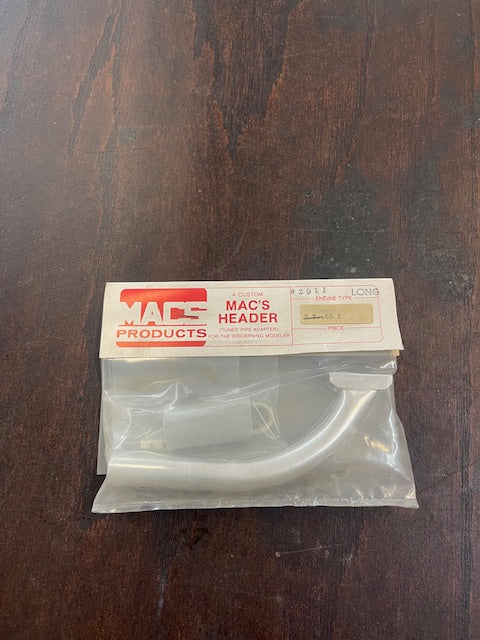 MACS
PRODUCTS
A CUSTOM
MAC'S
HEADER
(TUNED PIPE ADAPTER)
FOR THE DISCERNING MODELER
#2911 LONG
ENGINE TYPE
60 I
PRICE